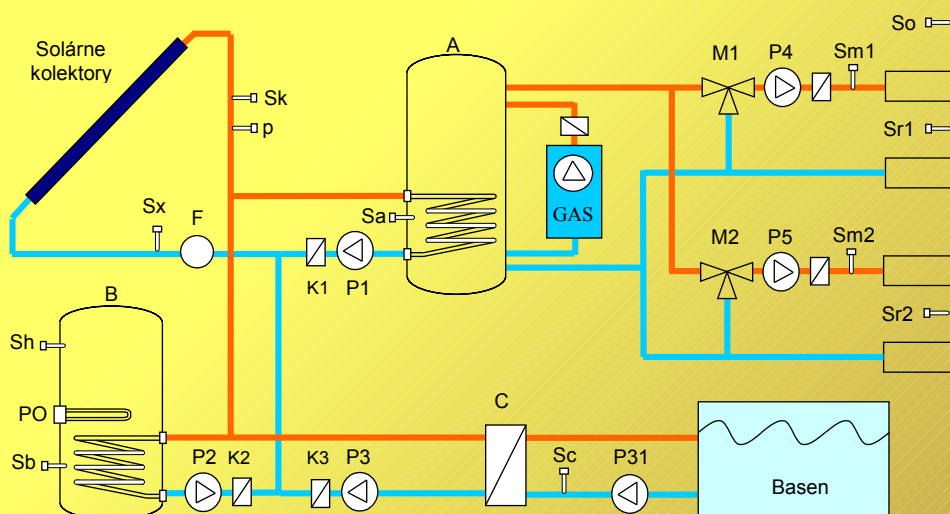 So
A
M1
P4
Sm1
Solárne
kolektory
Sk
p
Sr1
GAS
Sx
F
Sa
M2
P5
Sm2
K1
P1
B
Sr2
Sh
PO
C
Sb
P2
K2
K3
P3
Sc
P31
Basen